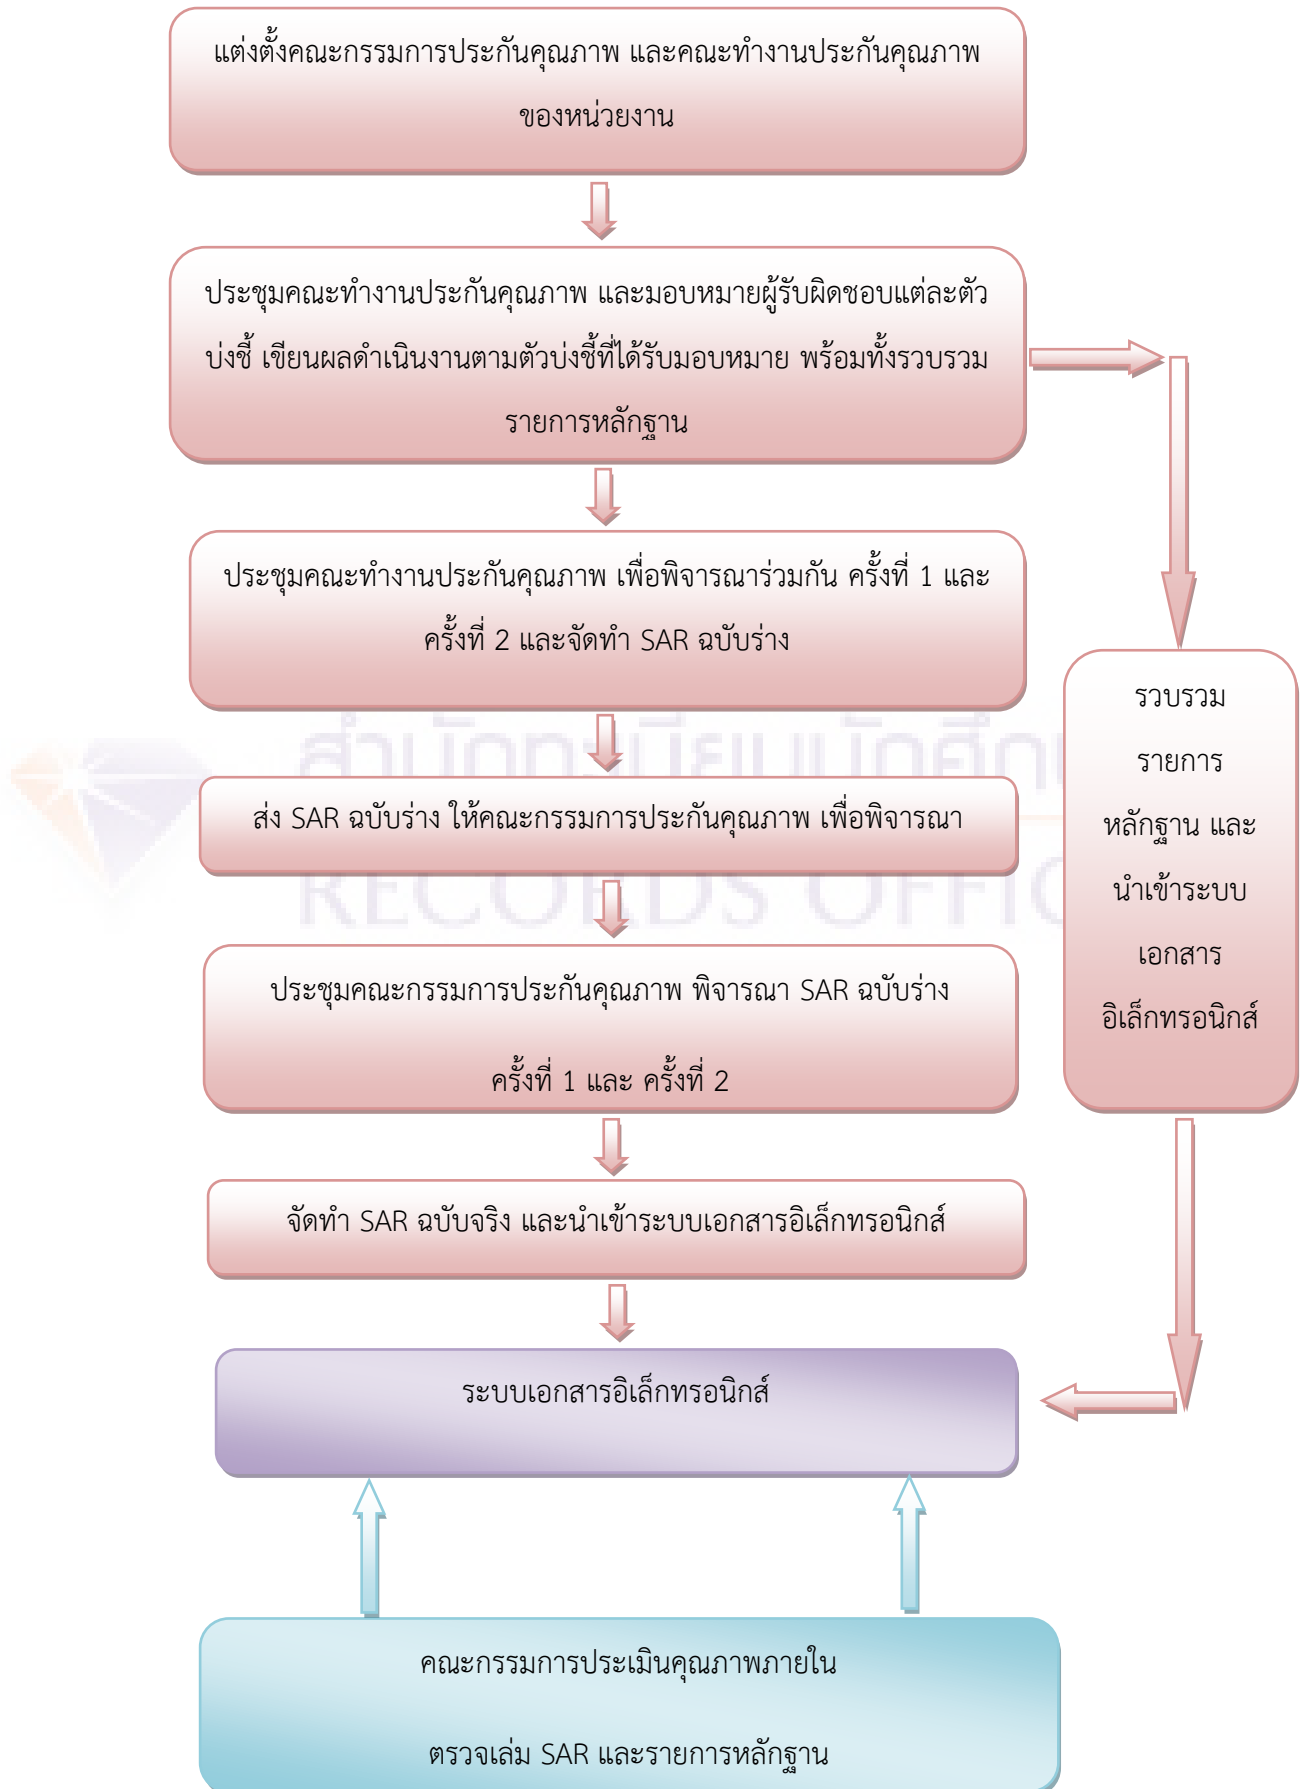 แต่งตั้งคณะกรรมการประกันคุณภาพ และคณะทำงานประกันคุณภาพ
ของหน่วยงาน
ประชุมคณะทำงานประกันคุณภาพ และมอบหมายผู้รับผิดชอบแต่ละตัว
บ่งชี้ เขียนผลดำเนินงานตามตัวบ่งชี้ที่ได้รับมอบหมาย พร้อมทั้งรวบรวม
รายการหลักฐาน
ประชุมคณะทำงานประกันคุณภาพ เพื่อพิจารณาร่วมกัน ครั้งที่ 1 และ
ครั้งที่ 2 และจัดทำ SAR ฉบับร่าง
ส่ง SAR ฉบับร่าง ให้คณะกรรมการประกันคุณภาพ เพื่อพิจารณา
ประชุมคณะกรรมการประกันคุณภาพ พิจารณา SAR ฉบับร่าง
ครั้งที่ 1 และ ครั้งที่ 2
จัดทำ SAR ฉบับจริง และนำเข้าระบบเอกสารอิเล็กทรอนิกส์
รวบรวม
รายการ
หลักฐาน และ
นำเข้าระบบ
เอกสาร
อิเล็กทรอนิกส์
ระบบเอกสารอิเล็กทรอนิกส์
คณะกรรมการประเมินคุณภาพภายใน
ตรวจเล่ม SAR และรายการหลักฐาน
RECORDS